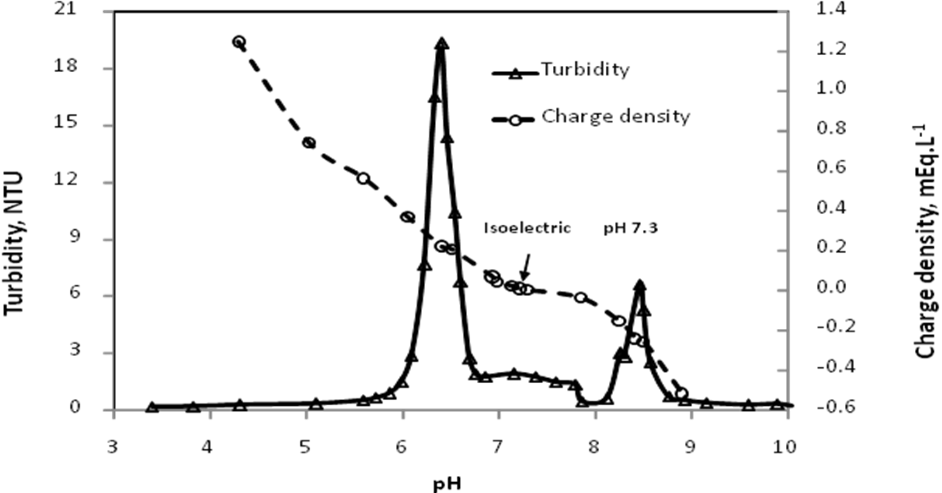 Turbidity, NTU
21
18
15
12
9
6
3
0
1.4
1.2
1.0
0.8
0.6
0.4
0.2
0.0
-0.2
-0.4
-0.6
Charge density, mEq.L-1
Turbidity
Charge density
Isoelectric pH 7.3
3 4 5 6 7 8 9 10
pH